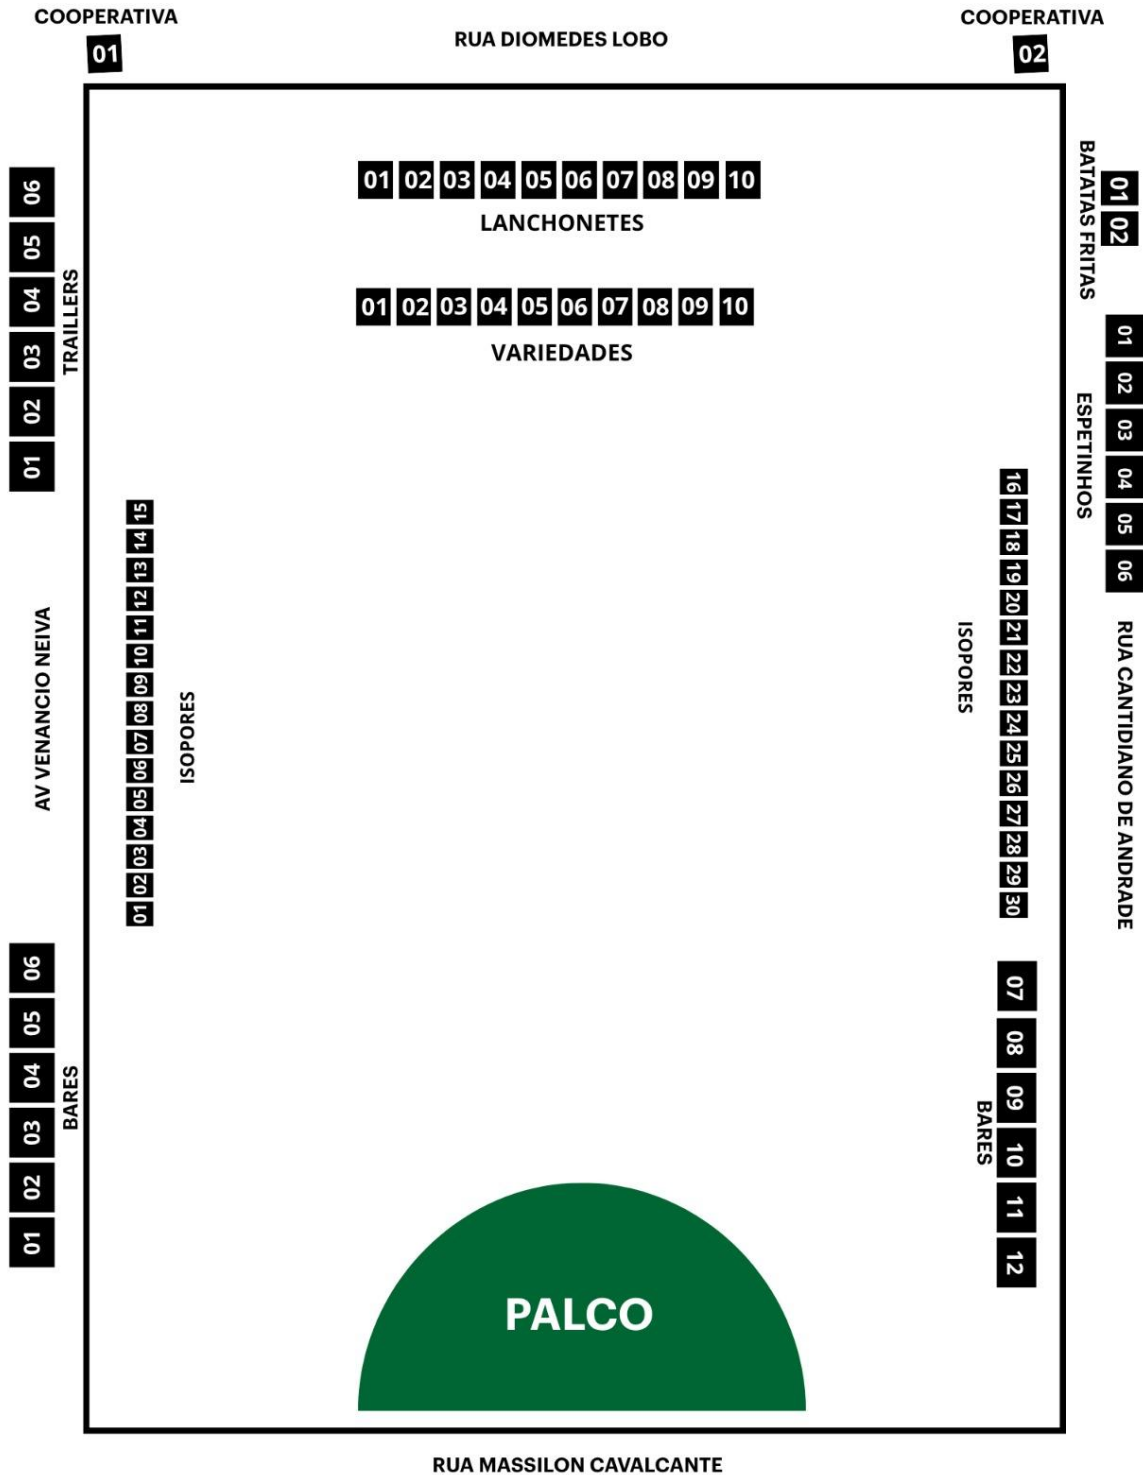 COOPERATIVA
01
RUA DIOMEDES LOBO
COOPERATIVA
02
01 02 03 04 05 06 07 08 09 10
LANCHONETES
01 02 03 04 05 06 07 08 09 10
VARIEDADES
06 05 04 03 02 01
TRAILLERS
AV VENANCIO NEIVA
15 14 13 12 11 10 09 08 07 06 05 04 03 02 01
ISOPORES
06 05 04 03 02 01
BARES
BATATAS FRITAS
01 02
ESPETINHOS
01 02 03 04 05 06
RUA CANTIDIANO DE ANDRADE
ISOPORES
16 17 18 19 20 21 22 23 24 25 26 27 28 29 30
BARES
07 08 09 10 11 12
PALCO
RUA MASSILON CAVALCANTE